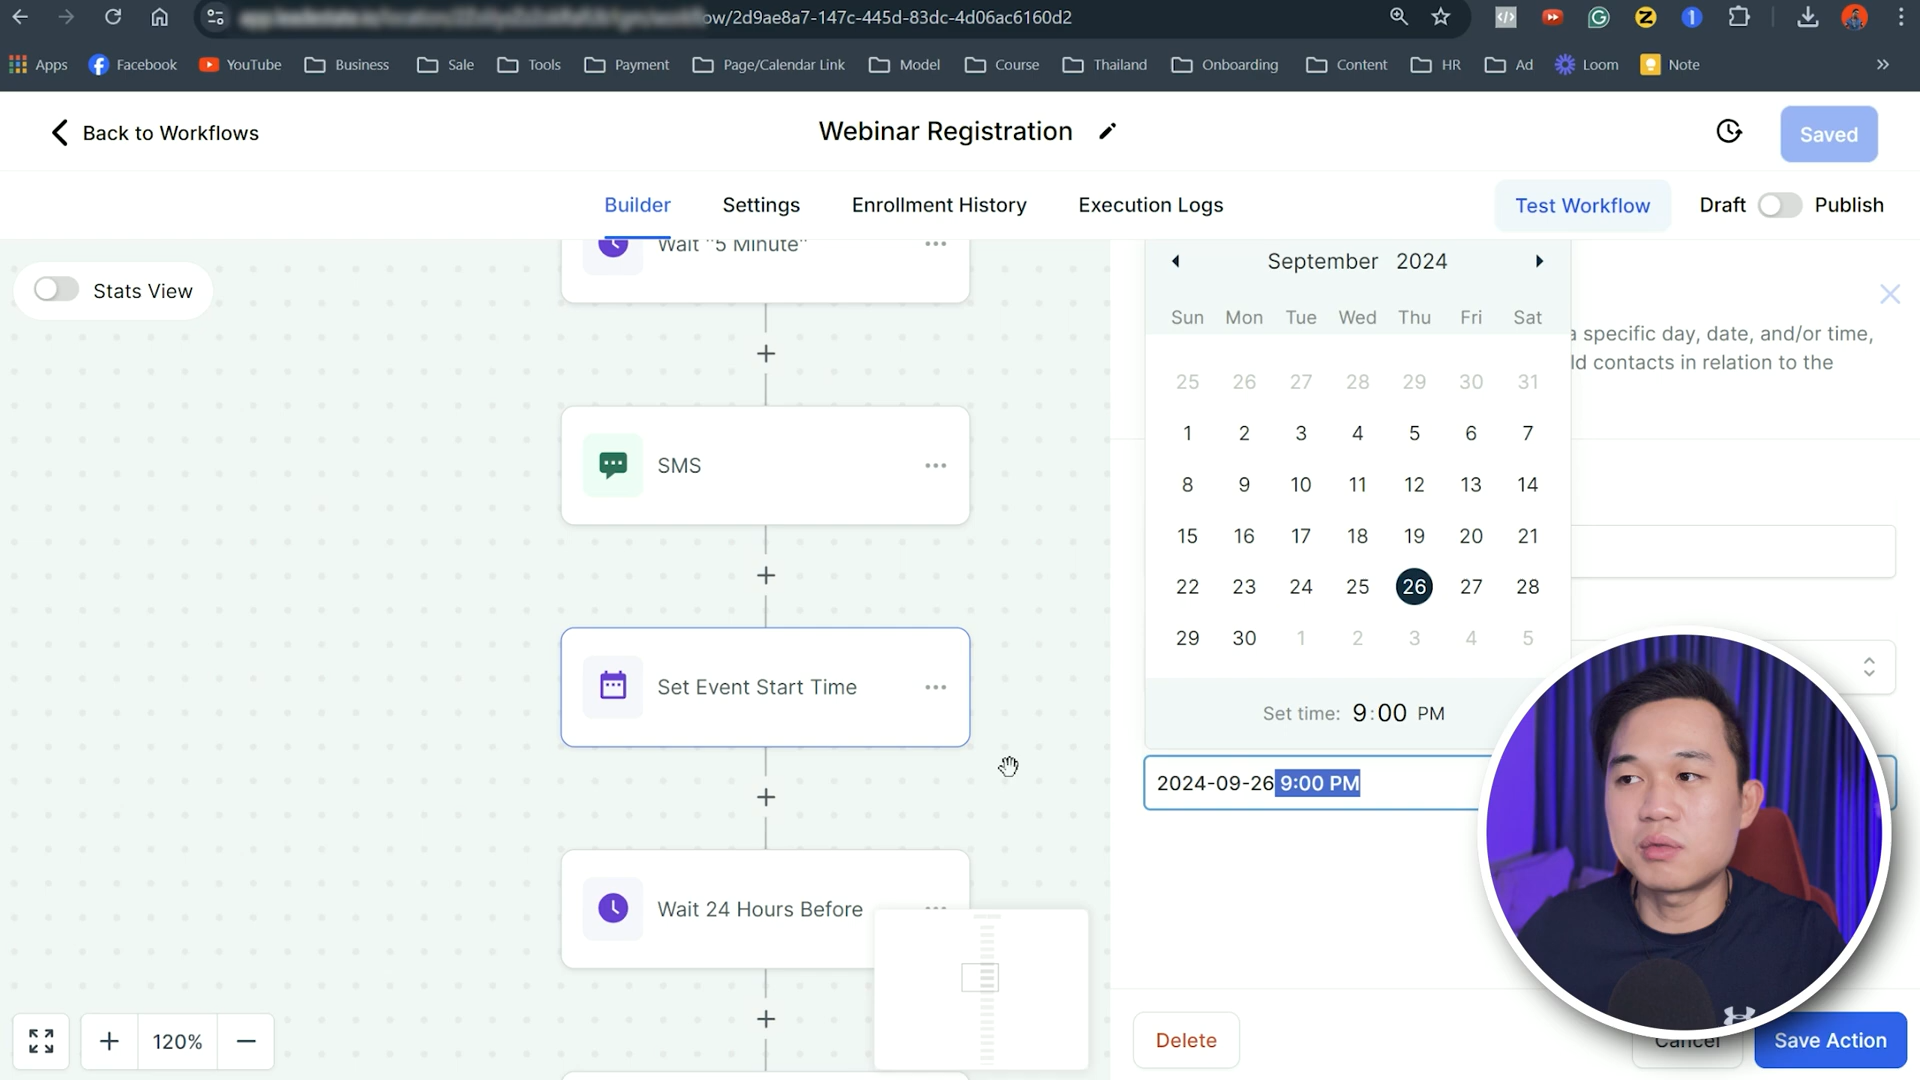 ow/2d9ae8a7-147c-445d-83dc-4d06ac6160d2
Apps
Facebook
YouTube
Business
Sale
Tools
Payment
Page/Calendar Link
Model
Course
Thailand
Onboarding
Content
HR
Ad
Loom
Note
Back to Workflows
Webinar Registration
Saved
Builder
Settings
Enrollment History
Execution Logs
Test Workflow
Draft
Publish
Stats View
Wait "5 Minute"
SMS
Set Event Start Time
Wait 24 Hours Before
120%
September 2024
Sun Mon Tue Wed Thu Fri Sat
25 26 27 28 29 30 31
1 2 3 4 5 6 7
8 9 10 11 12 13 14
15 16 17 18 19 20 21
22 23 24 25 26 27 28
29 30 1 2 3 4 5
Set time: 9:00 PM
a specific day, date, and/or time,
ld contacts in relation to the
2024-09-26 9:00 PM
Delete
Cancel
Save Action